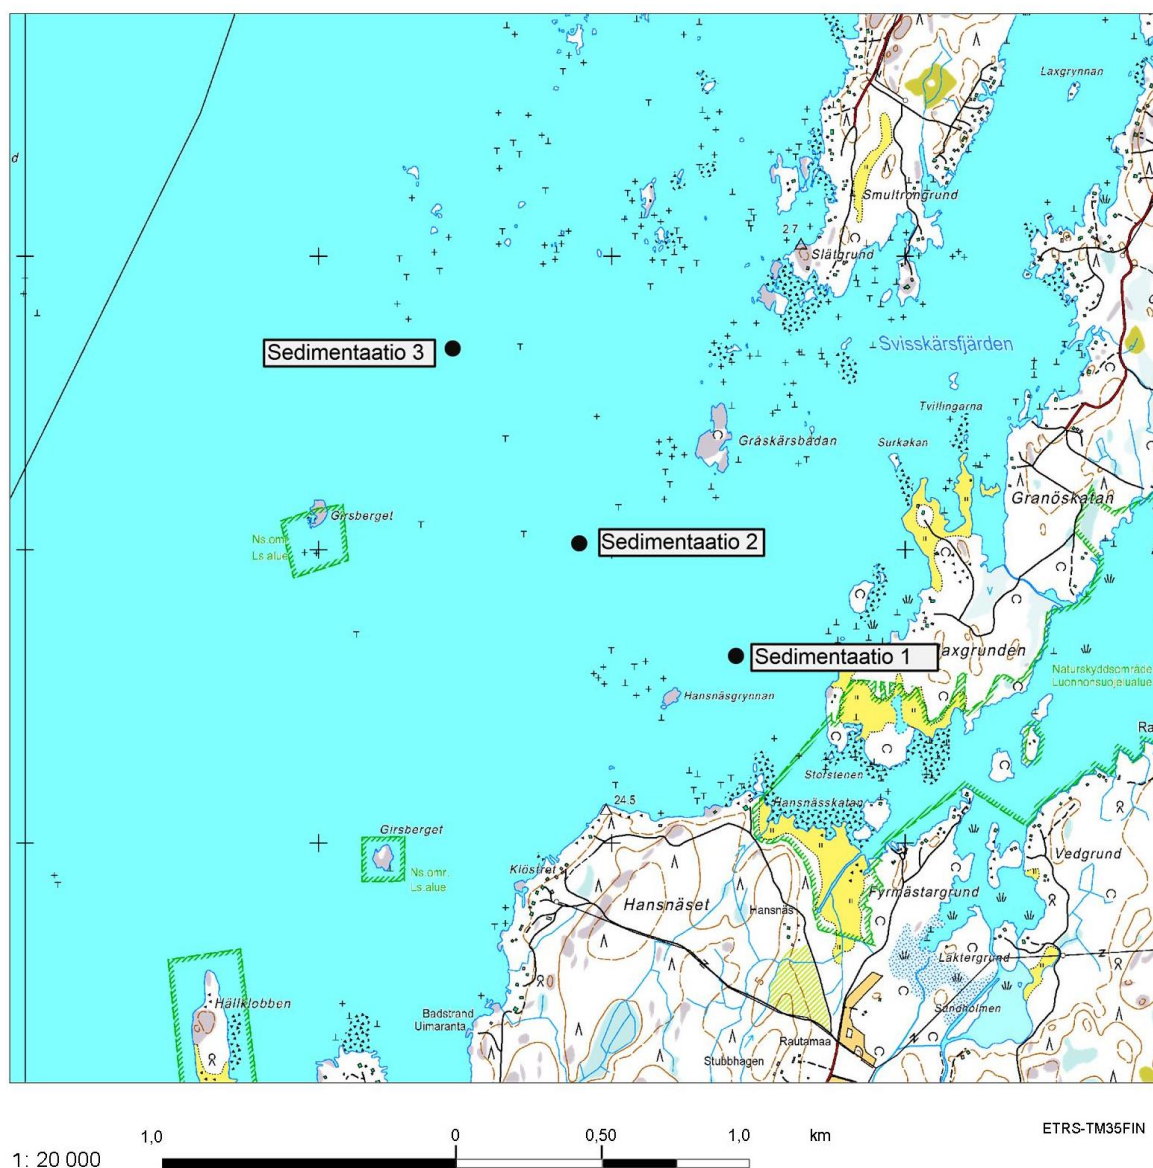 Laxgrynnan
d
Smultrongrund
2.7
Slätgrund
Svisskärsfjärden
Sedimentaatio 3
Tvillingarna
Gråskärsbådan
Surkakan
Granöskatan
Girsberget
Ns.omr.
Ls.alue
Sedimentaatio 2
Sedimentaatio 1
axgrunden
Naturskyddsområde
Luonnonsuojelualue
Hansnäsgrynnan
Ra
Storstenen
24.5
Hansnässkatan
Girsberget
Vedgrund
Klöstret
Ns.omr.
Ls.alue
Fyrmästargrund
Hansnäset
Hansnäs
Läktergrund
Hällklobben
Badstrand
Uimaranta
Sandholmen
Rautamaa
Stubbhagen
ETRS-TM35FIN
1,0 0 0,50 1,0 km
1: 20 000